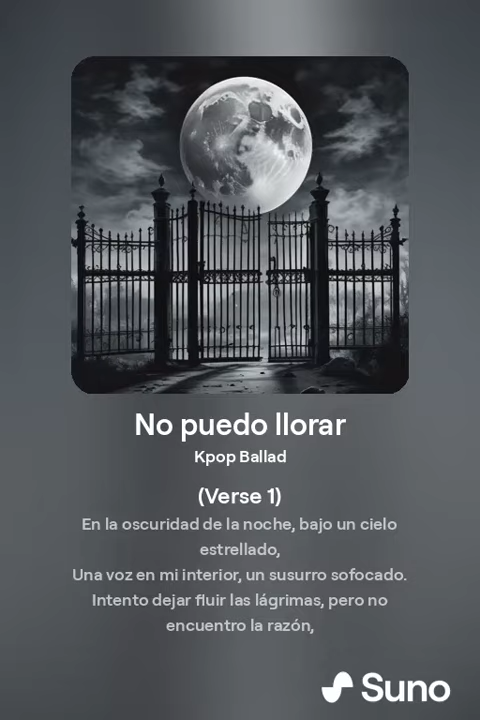 No puedo llorar
Kpop Ballad
(Verse 1)
En la oscuridad de la noche, bajo un cielo
estrellado,
Una voz en mi interior, un susurro sofocado.
Intento dejar fluir las lágrimas, pero no
encuentro la razón,
Suno